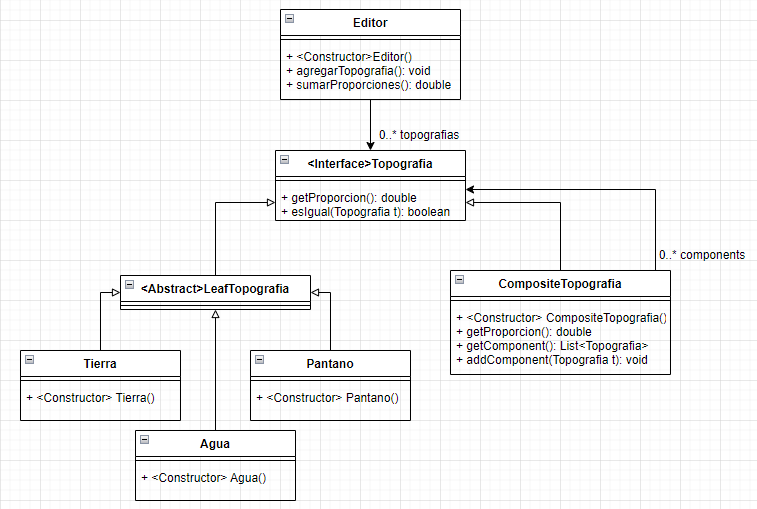 Editor
+ <Constructor>Editor()
+ agregarTopografia(): void
+ sumarProporciones(): double
0..* topografias
<Interface>Topografia
+ getProporcion(): double
+ esIgual(Topografia t): boolean
0..* components
<Abstract>LeafTopografia
CompositeTopografia
+ <Constructor> CompositeTopografia()
+ getProporcion(): double
+ getComponent(): List<Topografia>
+ addComponent(Topografia t): void
Tierra
+ <Constructor> Tierra()
Pantano
+ <Constructor> Pantano()
Agua
+ <Constructor> Agua()